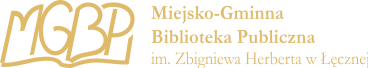 MGBP
Miejsko-Gminna
Biblioteka Publiczna
im. Zbigniewa Herberta w Łęcznej